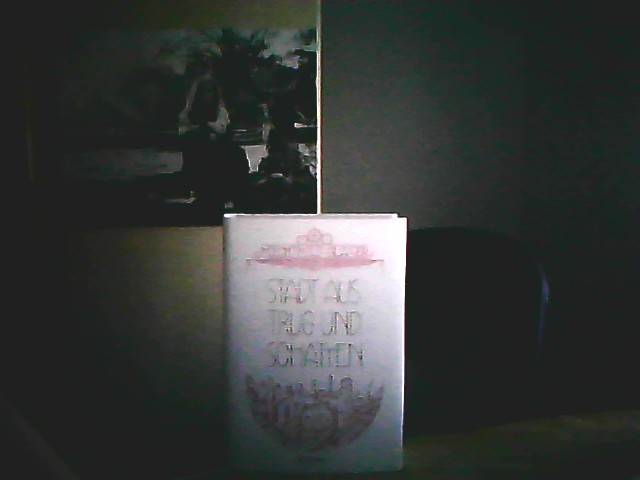 STADT AUS
TRUG UND
SCHATTEN